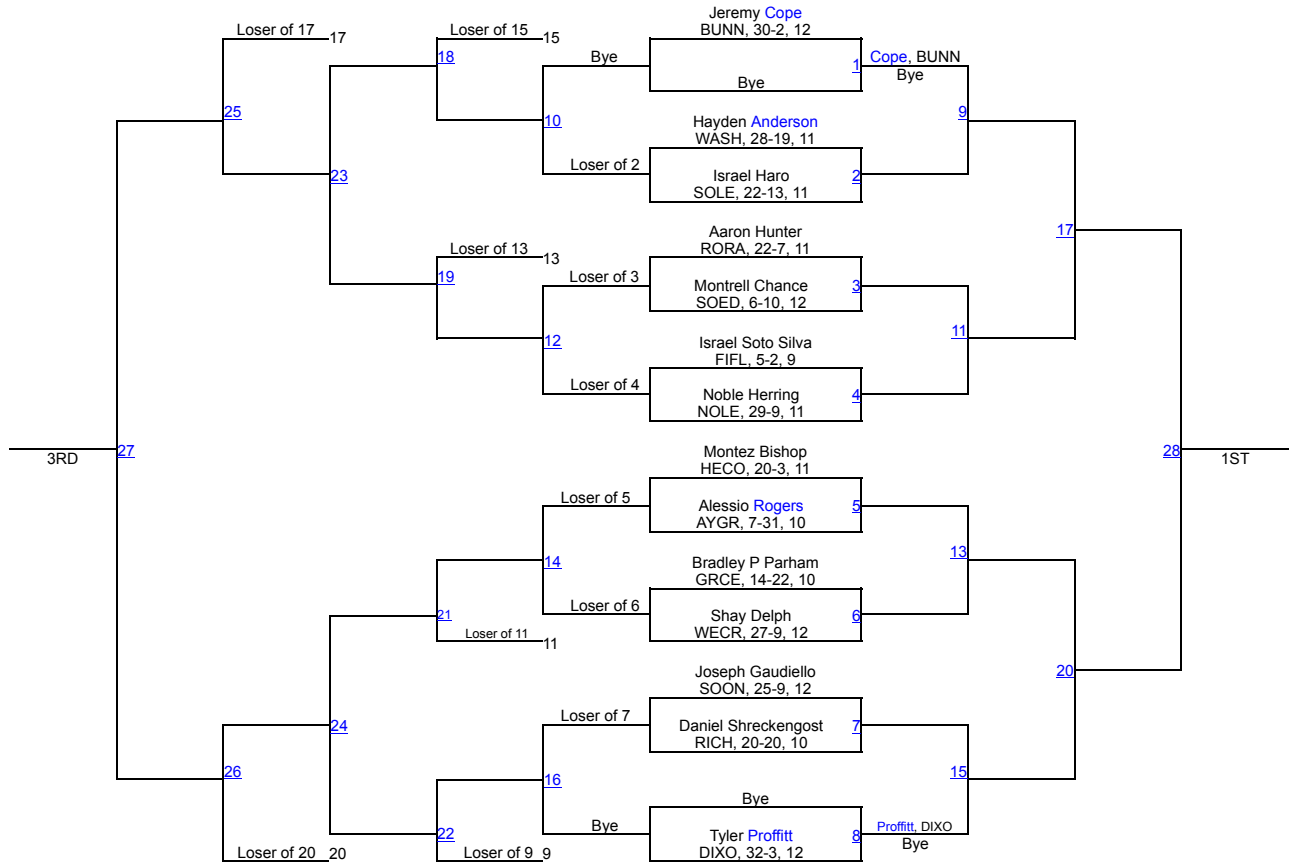 Jeremy Cope
BUNN, 30-2, 12
Loser of 17 17
Loser of 15 15
18
Bye
1
Cope, BUNN
Bye
Bye
25
10
Hayden Anderson
WASH, 28-19, 11
9
23
Loser of 2
Israel Haro
SOLE, 22-13, 11
2
Aaron Hunter
RORA, 22-7, 11
17
Loser of 13 13
19
Loser of 3
Montrell Chance
SOED, 6-10, 12
3
12
Israel Soto Silva
FIFL, 5-2, 9
11
Loser of 4
Noble Herring
NOLE, 29-9, 11
4
3RD
27
Montez Bishop
HECO, 20-3, 11
28
1ST
Loser of 5
Alessio Rogers
AYGR, 7-31, 10
5
14
Bradley P Parham
GRCE, 14-22, 10
13
21
Loser of 6
Shay Delph
WECR, 27-9, 12
6
Loser of 11 11
Joseph Gaudiello
SOON, 25-9, 12
20
24
Loser of 7
Daniel Shreckengost
RICH, 20-20, 10
7
26
16
15
Bye
22
Bye
Tyler Proffitt
DIXO, 32-3, 12
8
Proffitt, DIXO
Bye
Loser of 20 20
Loser of 9 9